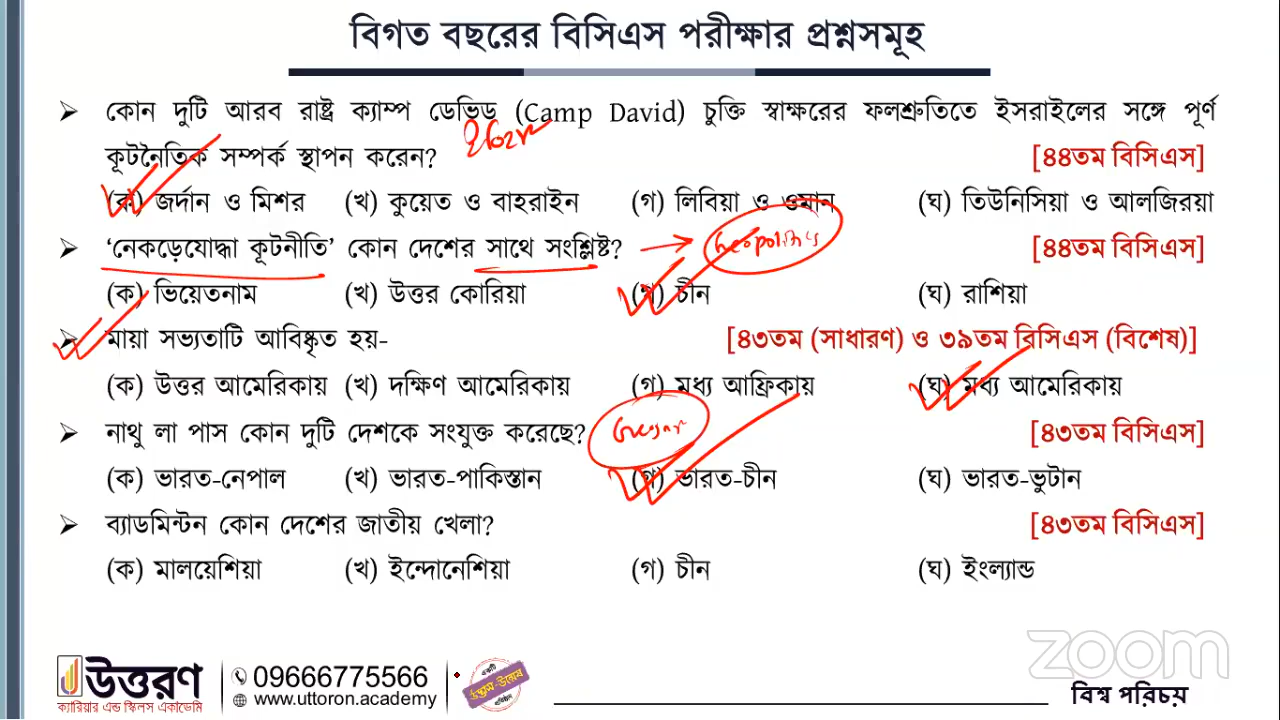 বিগত বছরের বিসিএস পরীক্ষার প্রশ্নসমূহ
➤ কোন দুটি আরব রাষ্ট্র ক্যাম্প ডেভিড (Camp David) চুক্তি স্বাক্ষরের ফলশ্রুতিতে ইসরাইলের সঙ্গে পূর্ণ
কূটনৈতিক সম্পর্ক স্থাপন করেন? [৪৪তম বিসিএস]
(ক) জর্দান ও মিশর (খ) কুয়েত ও বাহরাইন (গ) লিবিয়া ও ওমান (ঘ) তিউনিসিয়া ও আলজিরয়া
➤ ‘নেকড়েযোদ্ধা কূটনীতি’ কোন দেশের সাথে সংশ্লিষ্ট? Geopolitics [৪৪তম বিসিএস]
(ক) ভিয়েতনাম (খ) উত্তর কোরিয়া (গ) চীন (ঘ) রাশিয়া
➤ মায়া সভ্যতাটি আবিষ্কৃত হয়- [৪৩তম (সাধারণ) ও ৩৯তম বিসিএস (বিশেষ)]
(ক) উত্তর আমেরিকায় (খ) দক্ষিণ আমেরিকায় (গ) মধ্য আফ্রিকায় (ঘ) মধ্য আমেরিকায়
➤ নাথু লা পাস কোন দুটি দেশকে সংযুক্ত করেছে? [৪৩তম বিসিএস]
(ক) ভারত-নেপাল (খ) ভারত-পাকিস্তান (গ) ভারত-চীন (ঘ) ভারত-ভুটান
➤ ব্যাডমিন্টন কোন দেশের জাতীয় খেলা? [৪৩তম বিসিএস]
(ক) মালয়েশিয়া (খ) ইন্দোনেশিয়া (গ) চীন (ঘ) ইংল্যান্ড
zoom
উত্তরণ
ক্যারিয়ার এন্ড স্কিলস একাডেমি
09666775566
www.uttoron.academy
বিশ্ব পরিচয়